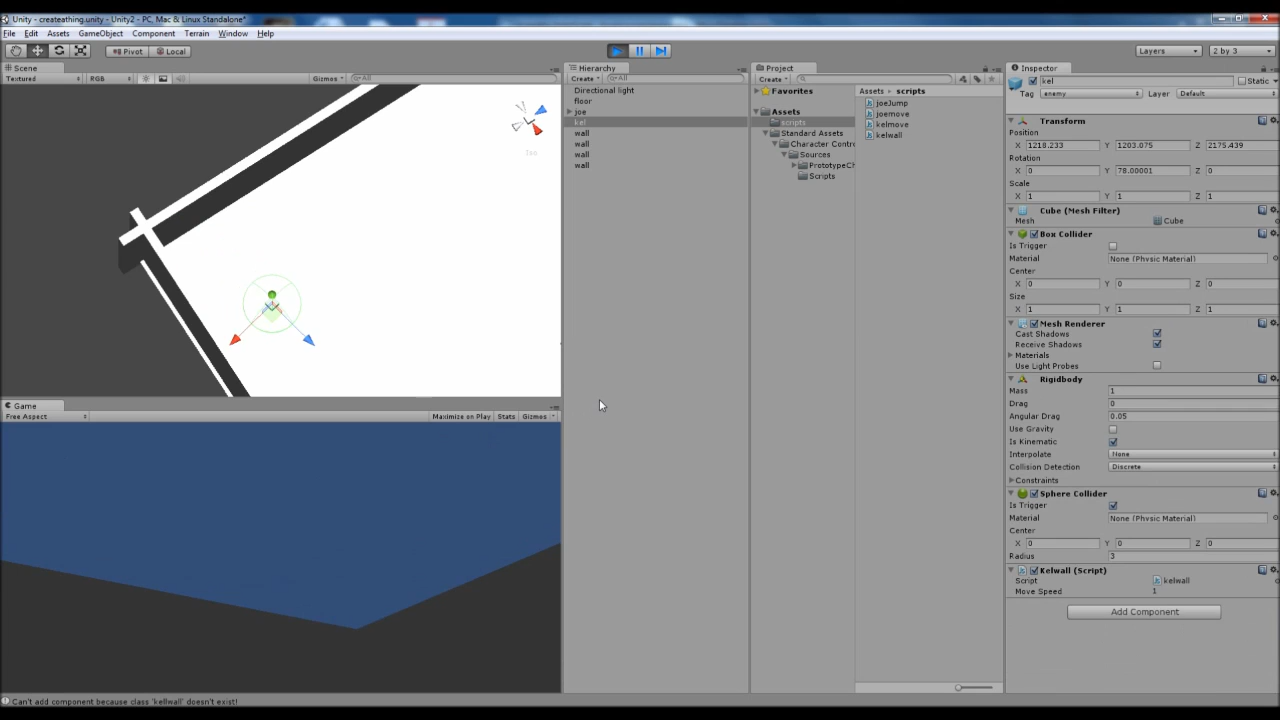 Unity - createathing.unity - Unity2 - PC, Mac & Linux Standalone*
File Edit Assets GameObject Component Terrain Window Help
Pivot Local Layers 2 by 3
Scene
Textured RGB Gizmos All
Iso
Game
Free Aspect Maximize on Play Stats Gizmos
Hierarchy
Create All
Directional light
floor
joe
kel
wall
wall
wall
wall
Project
Create
Favorites
Assets
scripts
Standard Assets
Character Contro
Sources
PrototypeCh
Scripts
Assets scripts
joeJump
joemove
kelmove
kelwall
Inspector
kel Static
Tag enemy Layer Default
Transform
Position
X 1218.233 Y 1203.075 Z 2175.439
Rotation
X 0 Y 78.00001 Z 0
Scale
X 1 Y 1 Z 1
Cube (Mesh Filter)
Mesh Cube
Box Collider
Is Trigger
Material None (Physic Material)
Center
X 0 Y 0 Z 0
Size
X 1 Y 1 Z 1
Mesh Renderer
Cast Shadows
Receive Shadows
Materials
Use Light Probes
Rigidbody
Mass 1
Drag 0
Angular Drag 0.05
Use Gravity
Is Kinematic
Interpolate None
Collision Detection Discrete
Constraints
Sphere Collider
Is Trigger
Material None (Physic Material)
Center
X 0 Y 0 Z 0
Radius 3
Kelwall (Script)
Script kelwall
Move Speed 1
Add Component
Can't add component because class 'kellwall' doesn't exist!